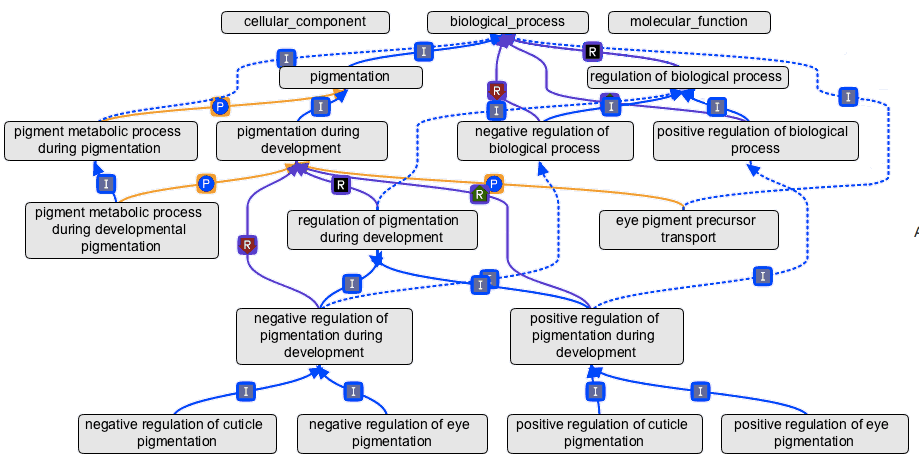 cellular_component
biological_process
molecular_function
I
R
I
pigmentation
regulation of biological process
R
I
P
I
I
I
I
pigment metabolic process
during pigmentation
pigmentation during
development
negative regulation of
biological process
positive regulation of biological
process
I
P
R
P
R
pigment metabolic process
during developmental
pigmentation
regulation of pigmentation
during development
eye pigment precursor
transport
R
I
I
I
I
negative regulation of
pigmentation during
development
positive regulation of
pigmentation during
development
I
I
I
I
negative regulation of cuticle
pigmentation
negative regulation of eye
pigmentation
positive regulation of cuticle
pigmentation
positive regulation of eye
pigmentation